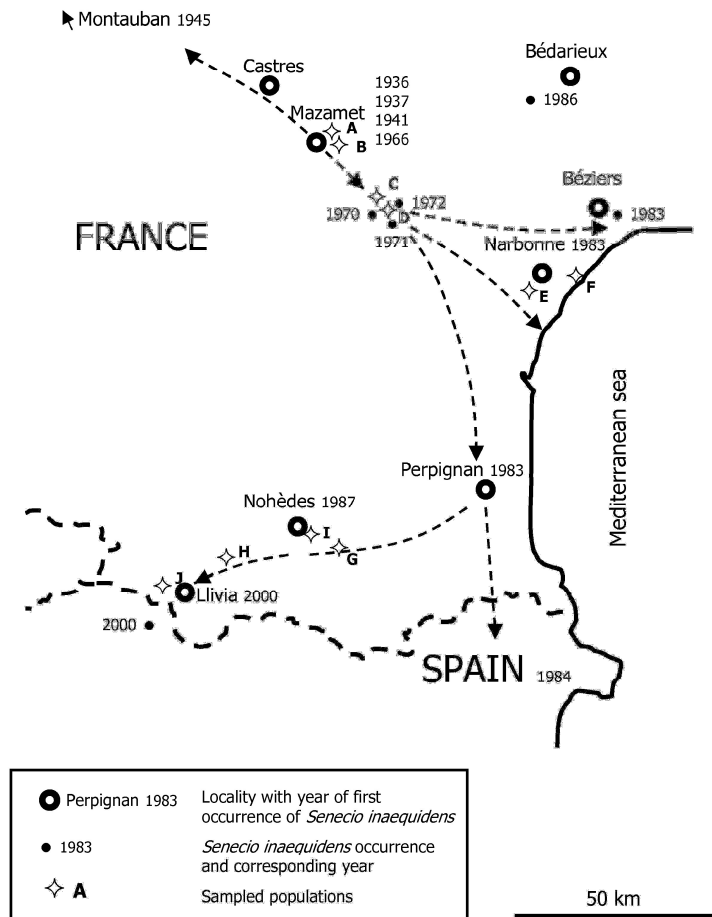 Montauban 1945
Castres
Bédarieux
1936
1986
Mazamet
1937
A
1941
B
1966
C
Béziers
1972
1970
D
1983
1971
FRANCE
Narbonne 1983
E
F
Mediterranean sea
Perpignan 1983
Nohèdes 1987
I
H
G
J
Llivia 2000
2000
SPAIN 1984
Perpignan 1983
Locality with year of first
occurrence of Senecio inaequidens
1983
Senecio inaequidens occurrence
and corresponding year
A
Sampled populations
50 km